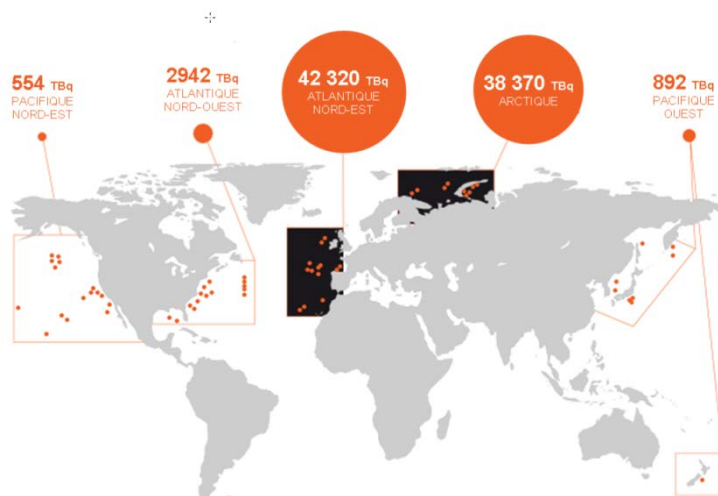 554 TBq
PACIFIQUE
NORD-EST
2942 TBq
ATLANTIQUE
NORD-OUEST
42 320 TBq
ATLANTIQUE
NORD-EST
38 370 TBq
ARCTIQUE
892 TBq
PACIFIQUE
OUEST